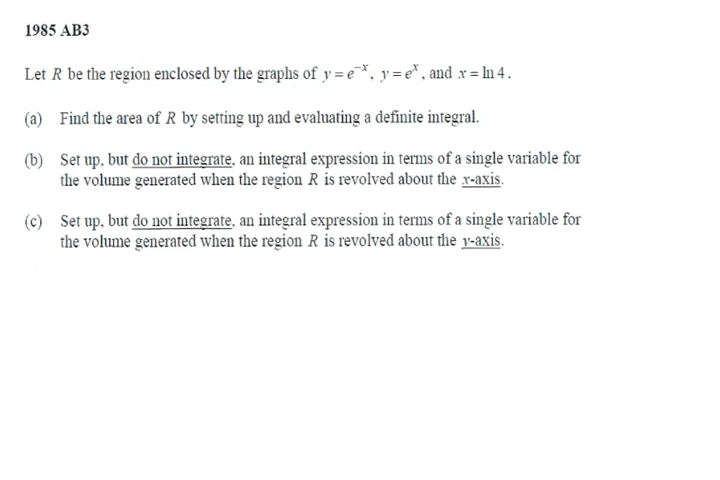 1985 AB3
Let R be the region enclosed by the graphs of y = e⁻ˣ, y = eˣ, and x = ln 4.
(a) Find the area of R by setting up and evaluating a definite integral.
(b) Set up, but do not integrate, an integral expression in terms of a single variable for
the volume generated when the region R is revolved about the x-axis.
(c) Set up, but do not integrate, an integral expression in terms of a single variable for
the volume generated when the region R is revolved about the y-axis.